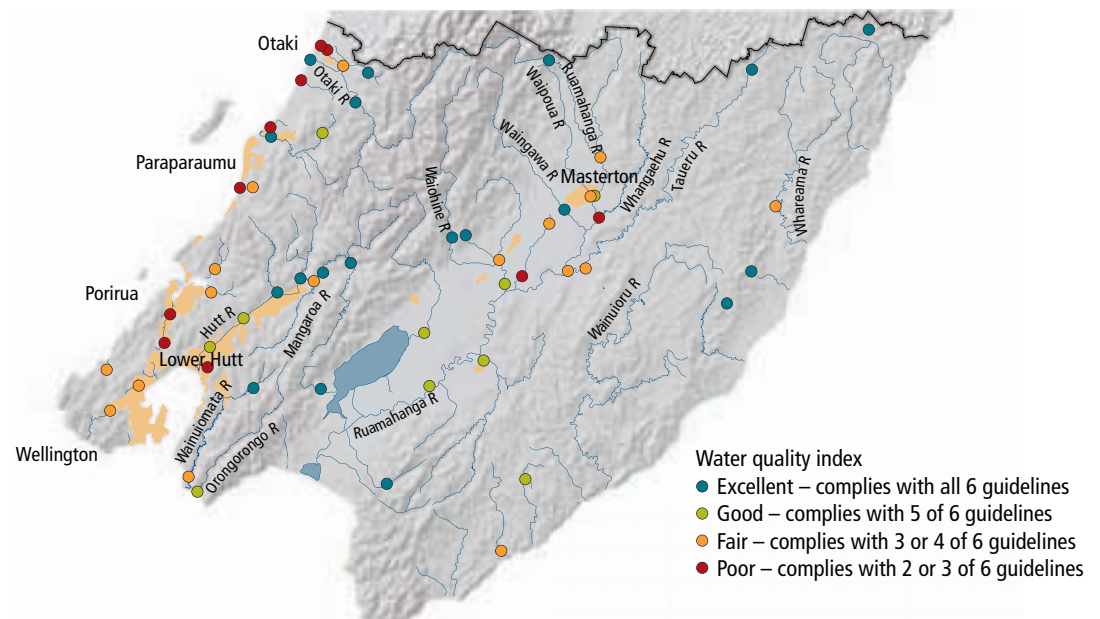 Otaki
Otaki R
Waipoua R
Ruamahanga R
Waingawa R
Paraparaumu
Masterton
Whangaehu R
Taueru R
Whareama R
Waiohine R
Porirua
Hutt R
Mangaroa R
Wainuioru R
Lower Hutt
Ruamahanga R
Wainuiomata R
Orongorongo R
Wellington
Water quality index
Excellent – complies with all 6 guidelines
Good – complies with 5 of 6 guidelines
Fair – complies with 3 or 4 of 6 guidelines
Poor – complies with 2 or 3 of 6 guidelines